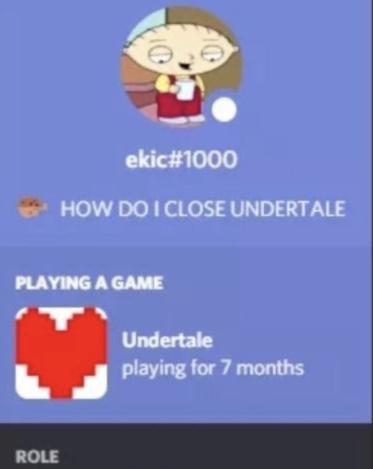 ekic#1000
HOW DO I CLOSE UNDERTALE
PLAYING A GAME
Undertale
playing for 7 months
ROLE